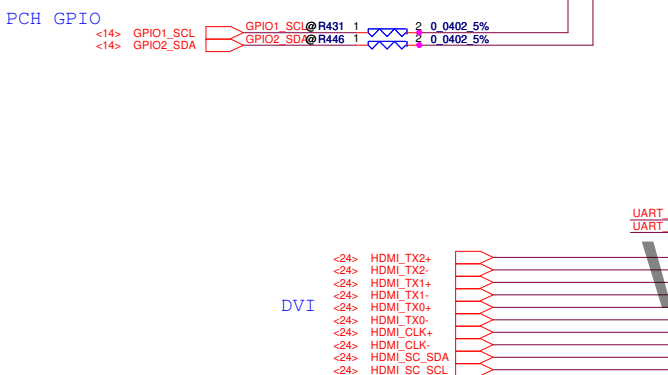 PCH GPIO
<14> GPIO1_SCL GPIO1_SCL@R431 1 2 0_0402_5%
<14> GPIO2_SDA GPIO2_SDA@R446 1 2 0_0402_5%
UART_
UART_
<24> HDMI_TX2+
<24> HDMI_TX2-
<24> HDMI_TX1+
<24> HDMI_TX1-
DVI <24> HDMI_TX0+
<24> HDMI_TX0-
<24> HDMI_CLK+
<24> HDMI_CLK-
<24> HDMI_SC_SDA
<24> HDMI_SC_SCL